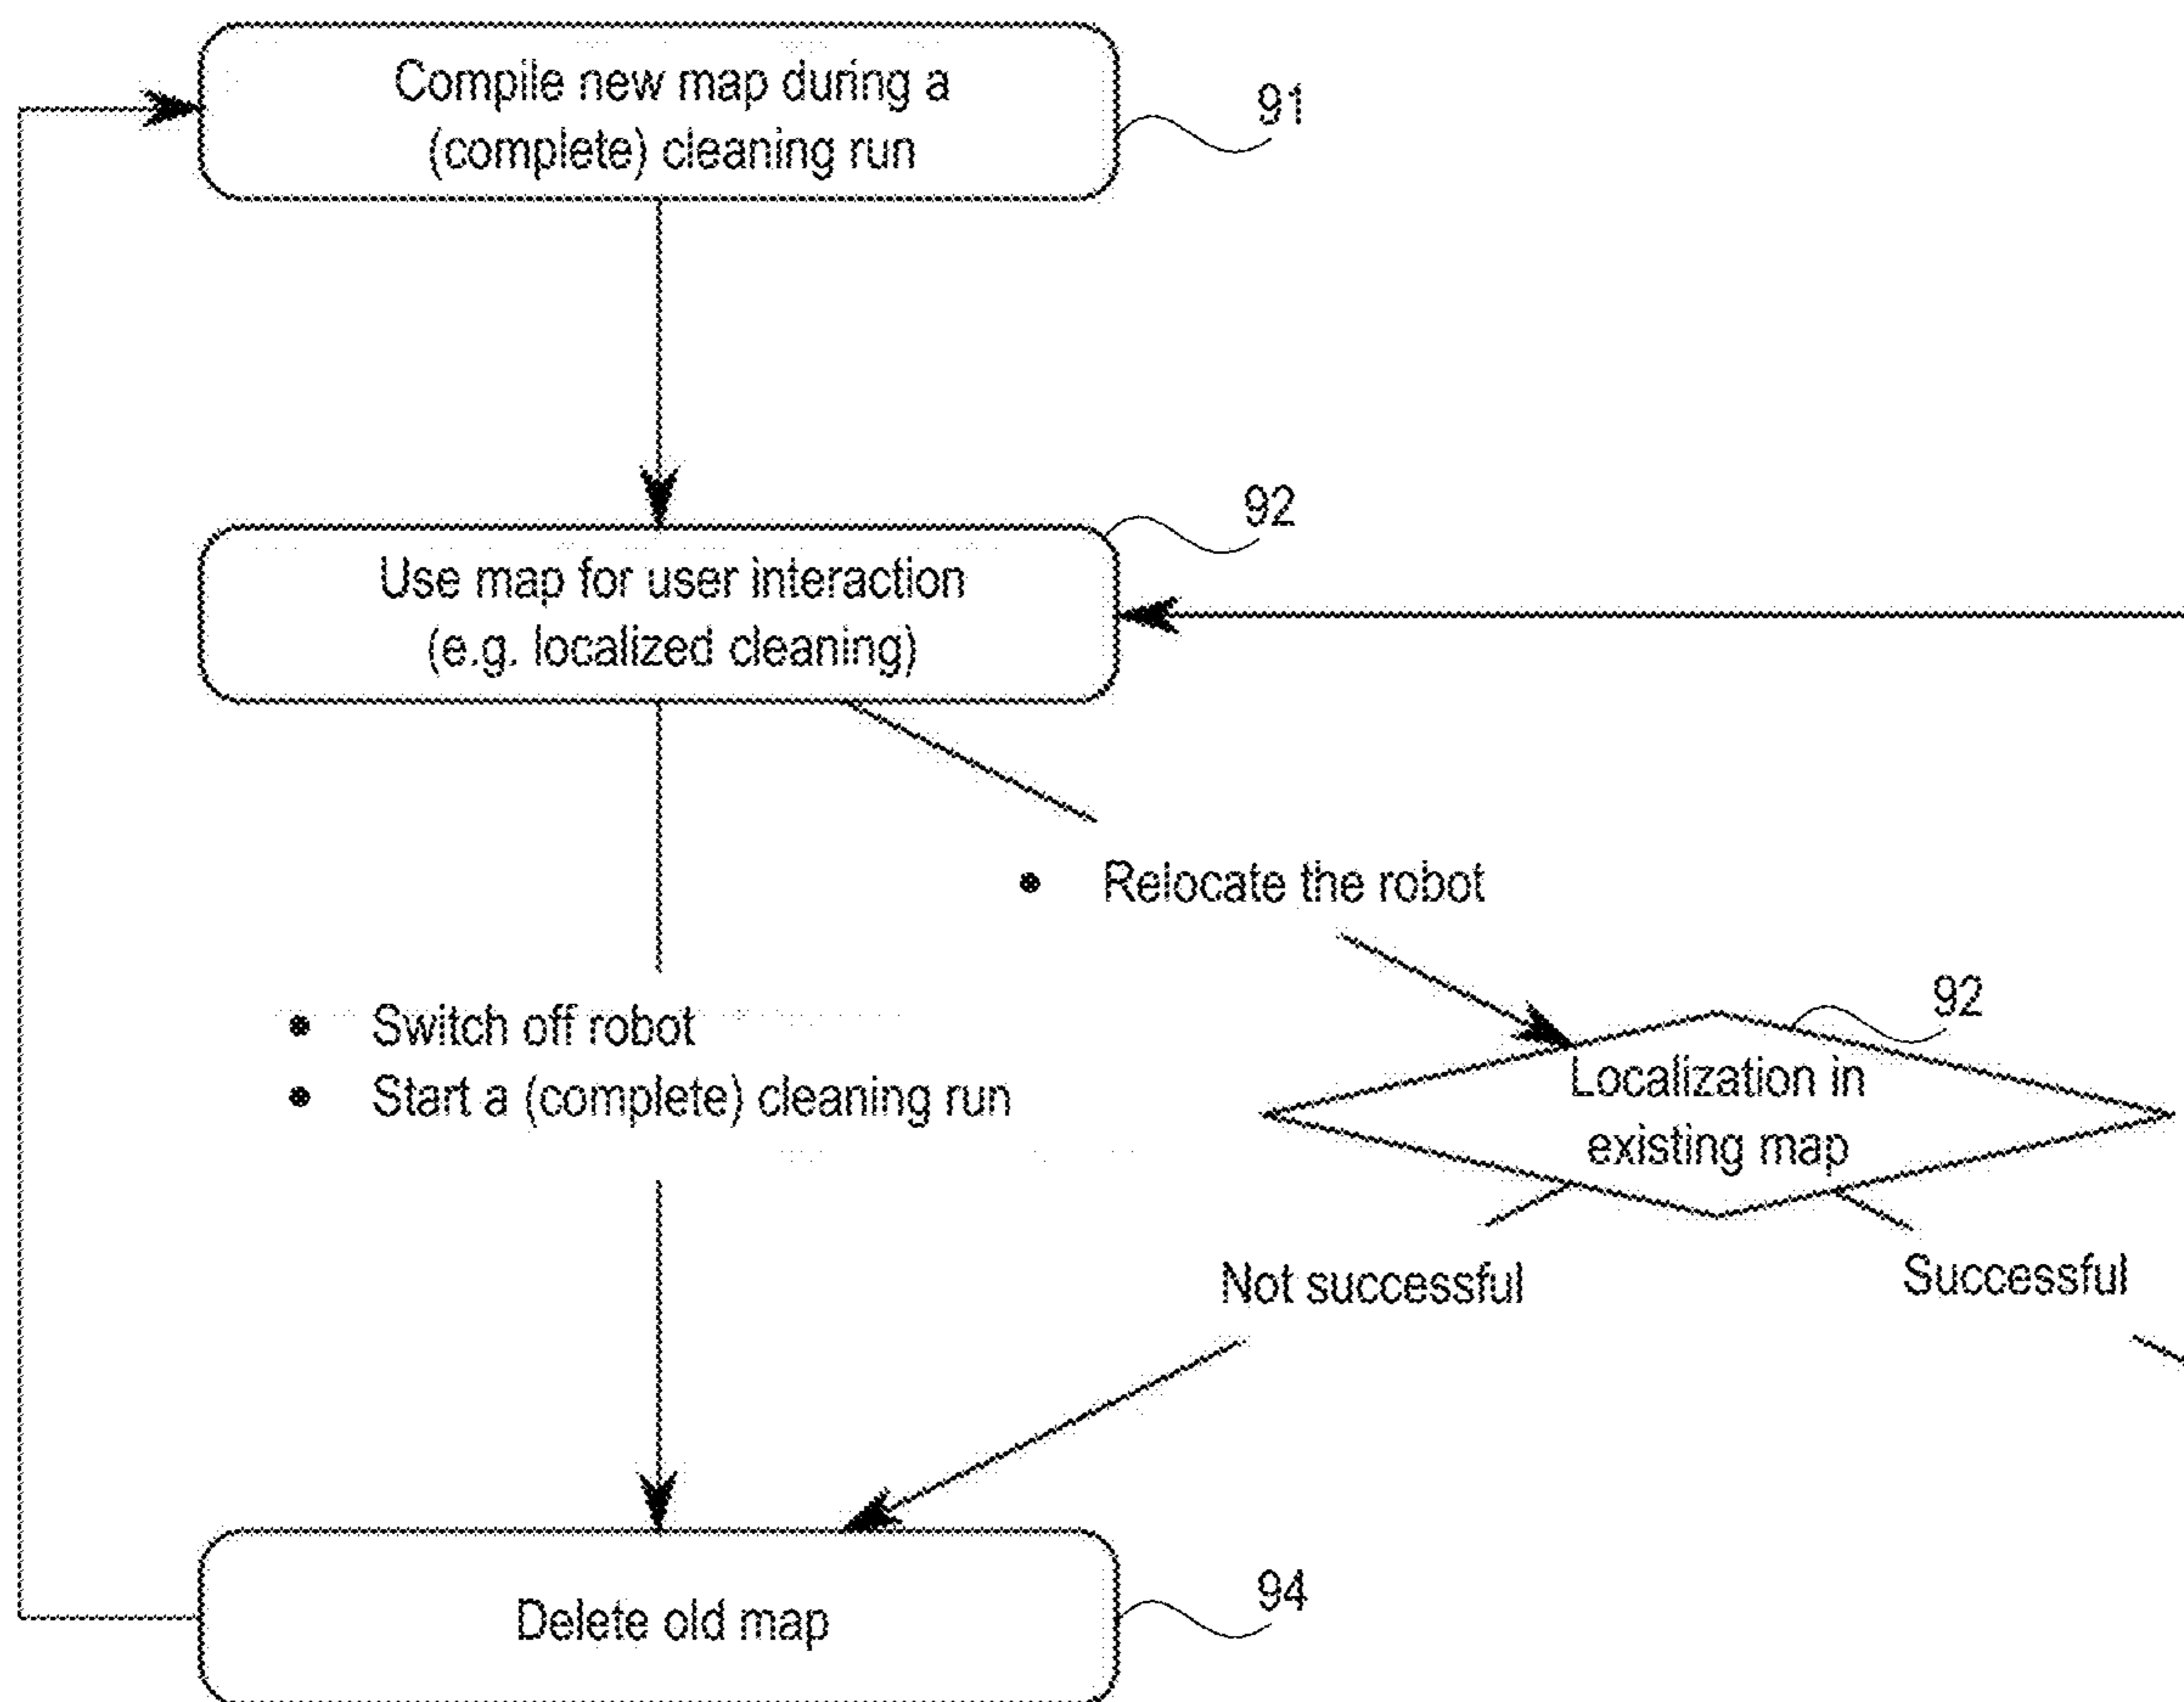 Compile new map during a
(complete) cleaning run
91
92
Use map for user interaction
(e.g. localized cleaning)
• Relocate the robot
92
• Switch off robot
• Start a (complete) cleaning run
Localization in
existing map
Not successful
Successful
Delete old map
94